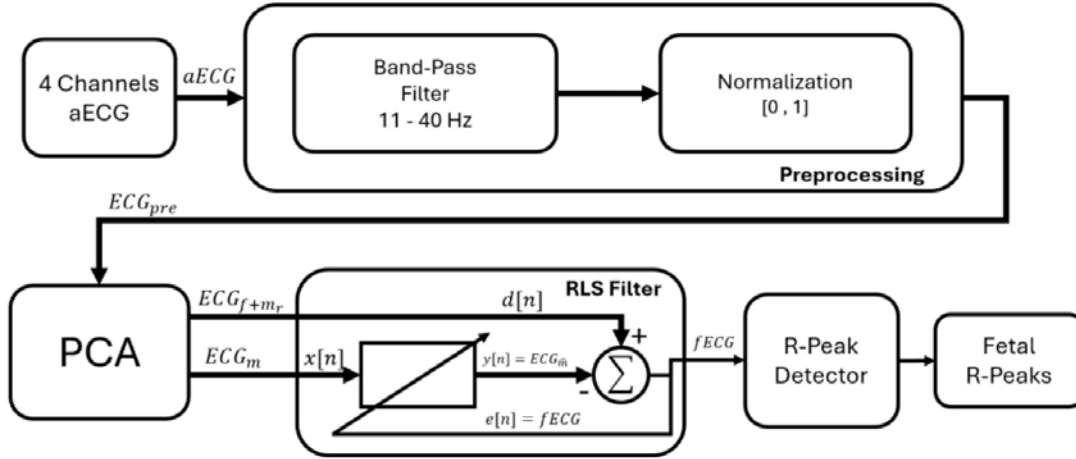 4 Channels
aECG
aECG
Band-Pass
Filter
11 - 40 Hz
Normalization
[0 , 1]
Preprocessing
ECG_pre
PCA
ECG_f+m_r
ECG_m
RLS Filter
d[n]
x[n]
y[n] = ECG_m̂
+
-
Σ
e[n] = fECG
fECG
R-Peak
Detector
Fetal
R-Peaks